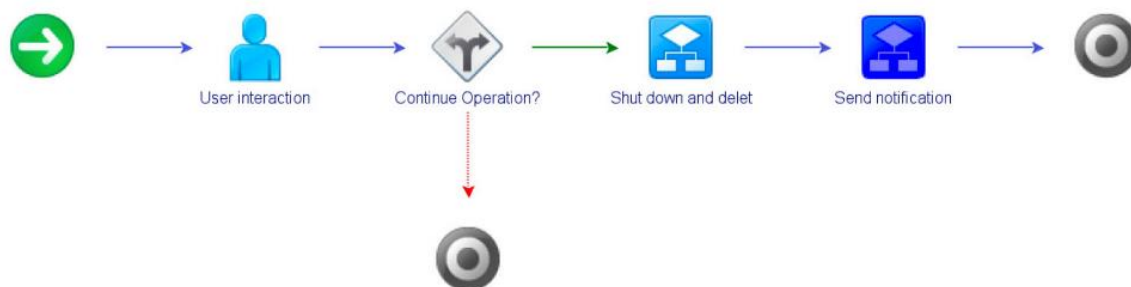 User interaction
Continue Operation?
Shut down and delet
Send notification